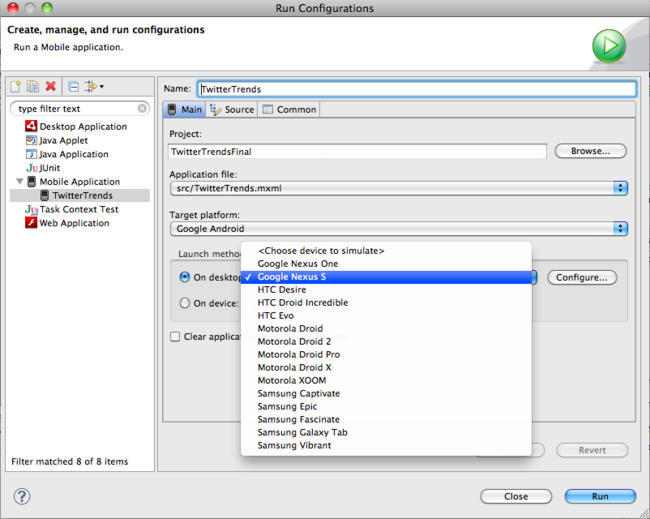 Run Configurations
Create, manage, and run configurations
Run a Mobile application.
type filter text
Desktop Application
Java Applet
Java Application
Ju JUnit
Mobile Application
TwitterTrends
Ju Task Context Test
Web Application
Filter matched 8 of 8 items
Name: TwitterTrends
Main Source Common
Project:
TwitterTrendsFinal Browse...
Application file:
src/TwitterTrends.mxml
Target platform:
Google Android
Launch metho
On desktop Configure...
On device:
Clear applicat
<Choose device to simulate>
Google Nexus One
✓ Google Nexus S
HTC Desire
HTC Droid Incredible
HTC Evo
Motorola Droid
Motorola Droid 2
Motorola Droid Pro
Motorola Droid X
Motorola XOOM
Samsung Captivate
Samsung Epic
Samsung Fascinate
Samsung Galaxy Tab
Samsung Vibrant
Revert
? Close Run